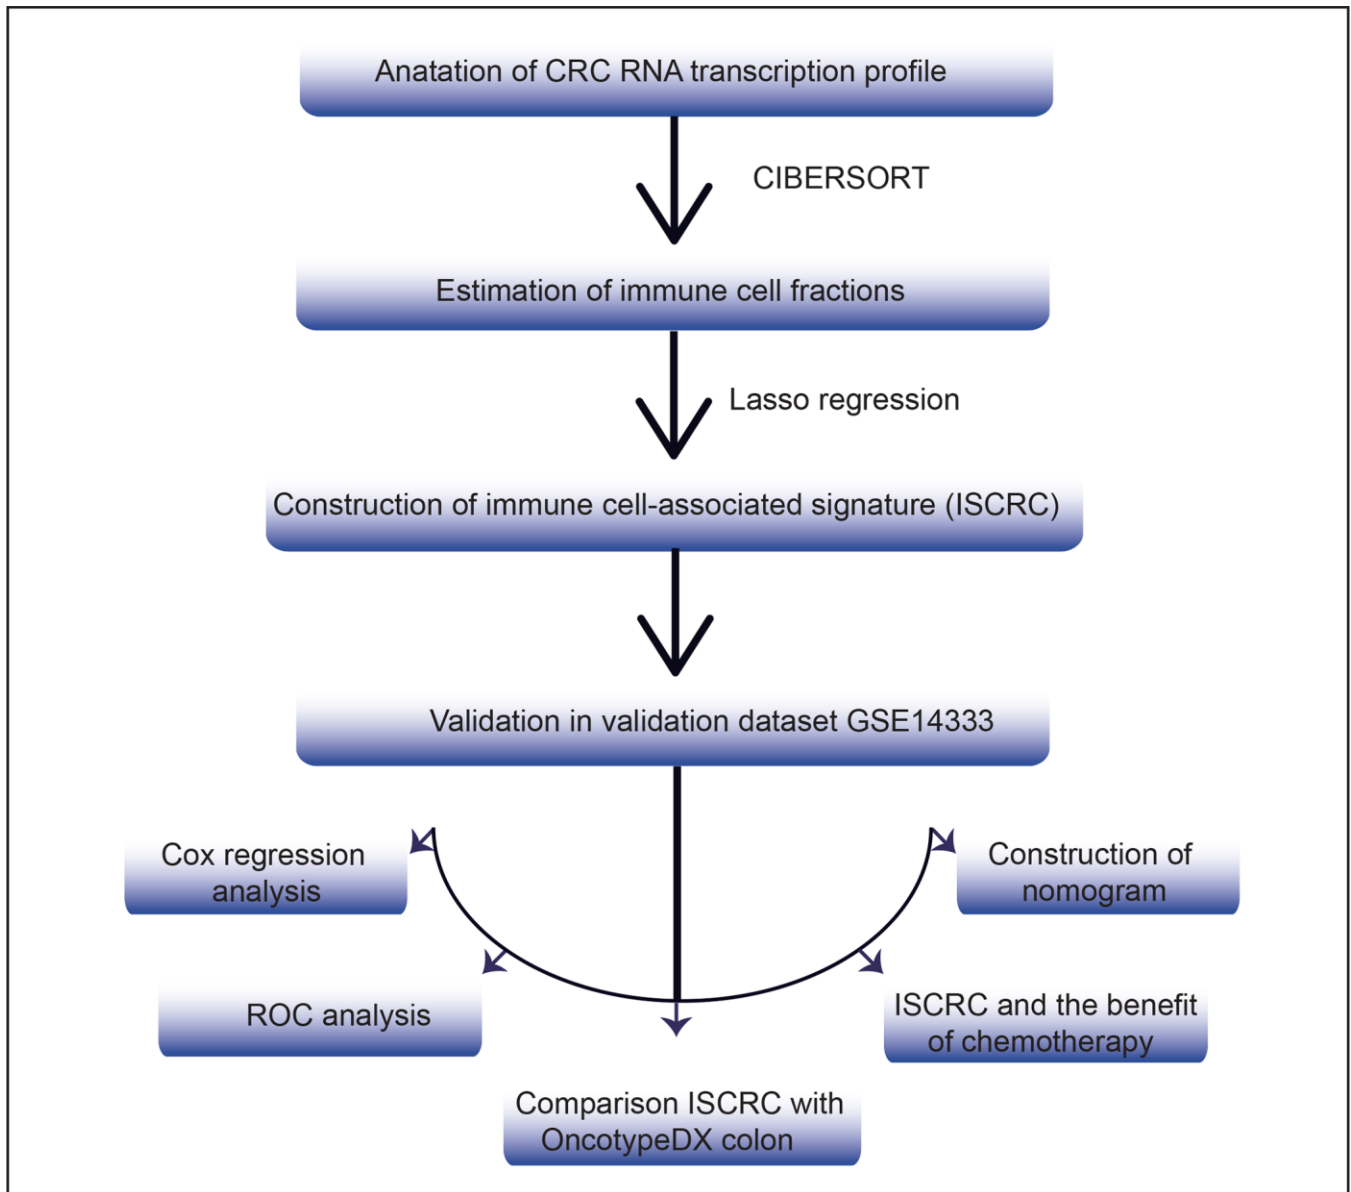 Anatation of CRC RNA transcription profile
CIBERSORT
Estimation of immune cell fractions
Lasso regression
Construction of immune cell-associated signature (ISCRC)
Validation in validation dataset GSE14333
Cox regression
analysis
Construction of
nomogram
ROC analysis
ISCRC and the benefit
of chemotherapy
Comparison ISCRC with
OncotypeDX colon